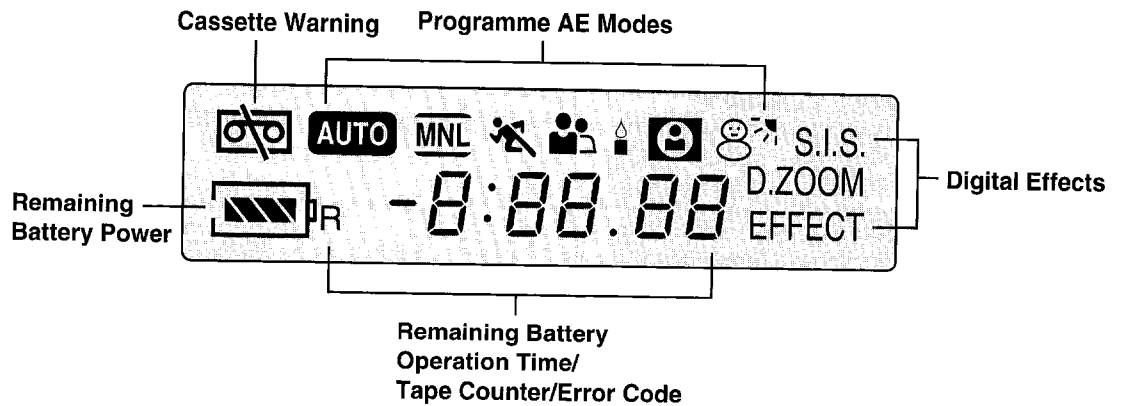 Cassette Warning
Programme AE Modes
AUTO MNL S.I.S.
D.ZOOM
Digital Effects
Remaining
Battery Power
R -8:88.88
EFFECT
Remaining Battery
Operation Time/
Tape Counter/Error Code